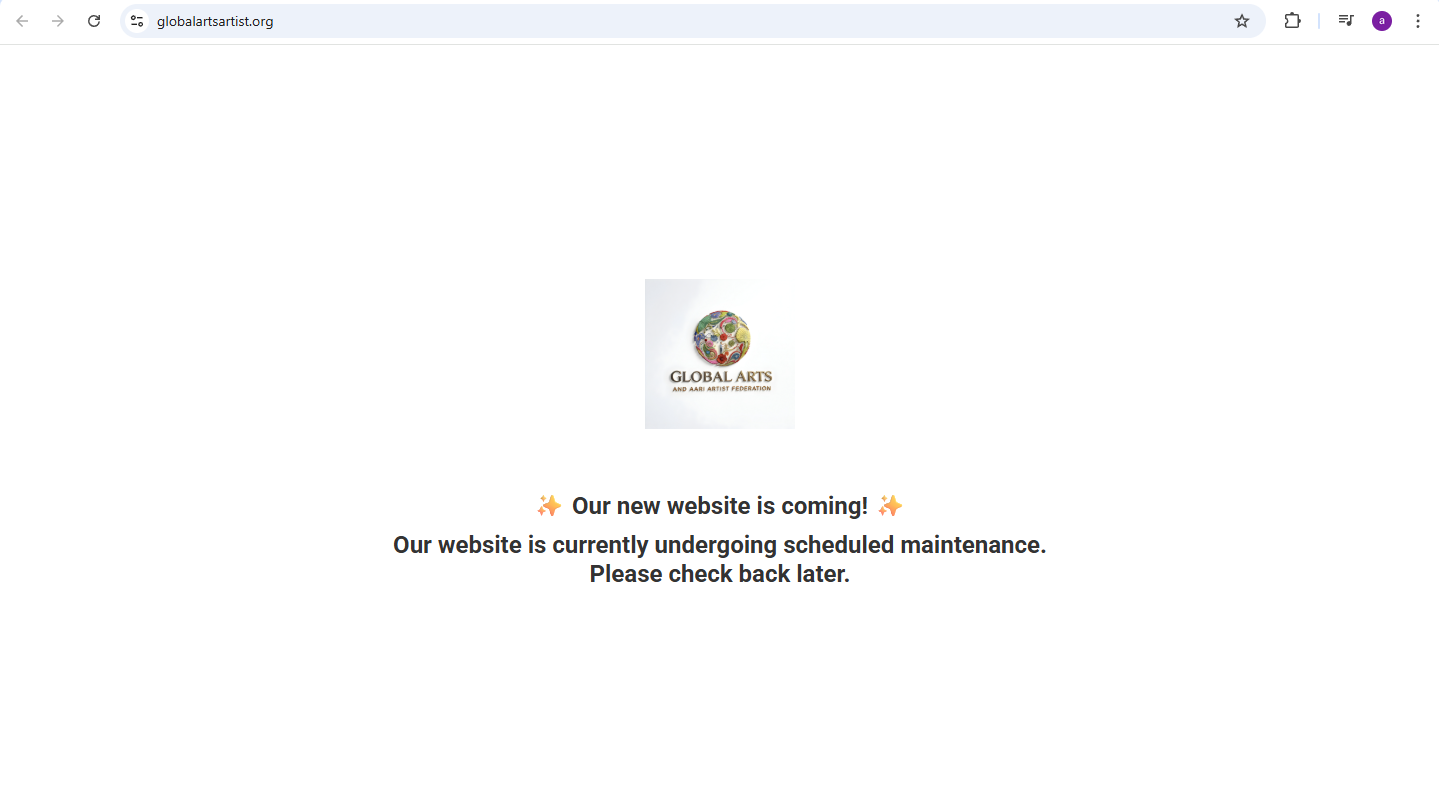 globalartsartist.org
a
GLOBAL ARTS
AND AARI ARTIST FEDERATION
✨ Our new website is coming! ✨
Our website is currently undergoing scheduled maintenance.
Please check back later.